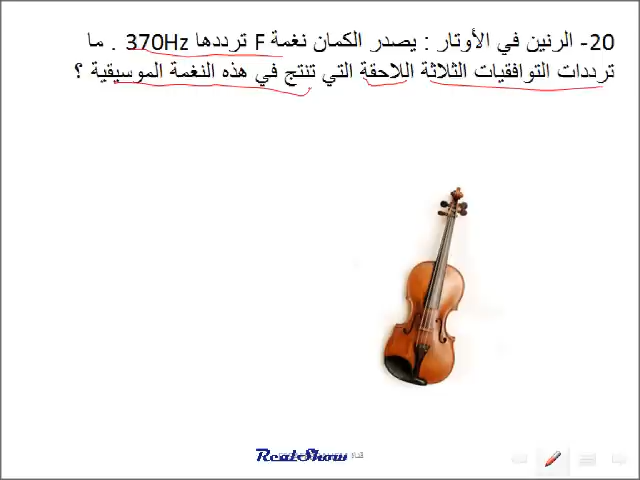 20- الرنين في الأوتار : يصدر الكمان نغمة F ترددها 370Hz . ما
ترددات التوافقيات الثلاثة اللاحقة التي تنتج في هذه النغمة الموسيقية ؟
RealShow
قناة